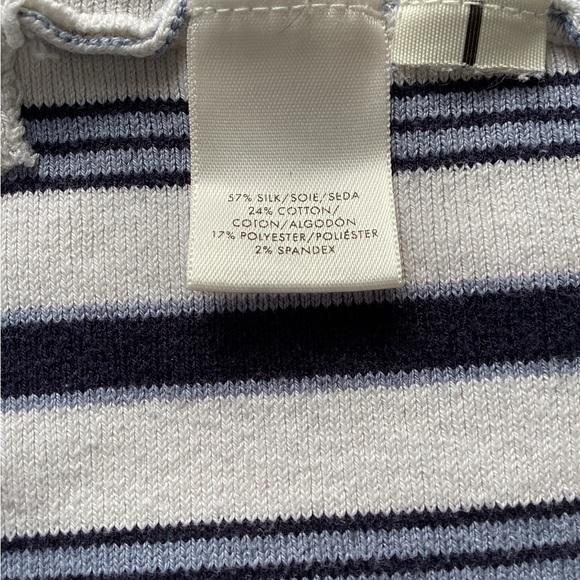 57% SILK/SOIE/SEDA
24% COTTON/
COTON/ALGODÓN
17% POLYESTER/POLIÉSTER
2% SPANDEX